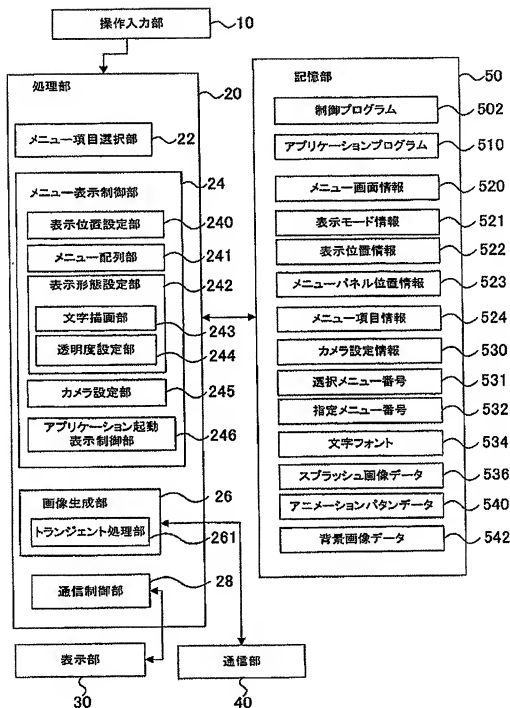 操作入力部
10
処理部
20
メニュー項目選択部
22
メニュー表示制御部
24
表示位置設定部
240
メニュー配列部
241
表示形態設定部
242
文字描画部
243
透明度設定部
244
カメラ設定部
245
アプリケーション起動
表示制御部
246
画像生成部
26
トランジェント処理部
261
通信制御部
28
表示部
30
通信部
40
記憶部
50
制御プログラム
502
アプリケーションプログラム
510
メニュー画面情報
520
表示モード情報
521
表示位置情報
522
メニューパネル位置情報
523
メニュー項目情報
524
カメラ設定情報
530
選択メニュー番号
531
指定メニュー番号
532
文字フォント
534
スプラッシュ画像データ
536
アニメーションパタンデータ
540
背景画像データ
542